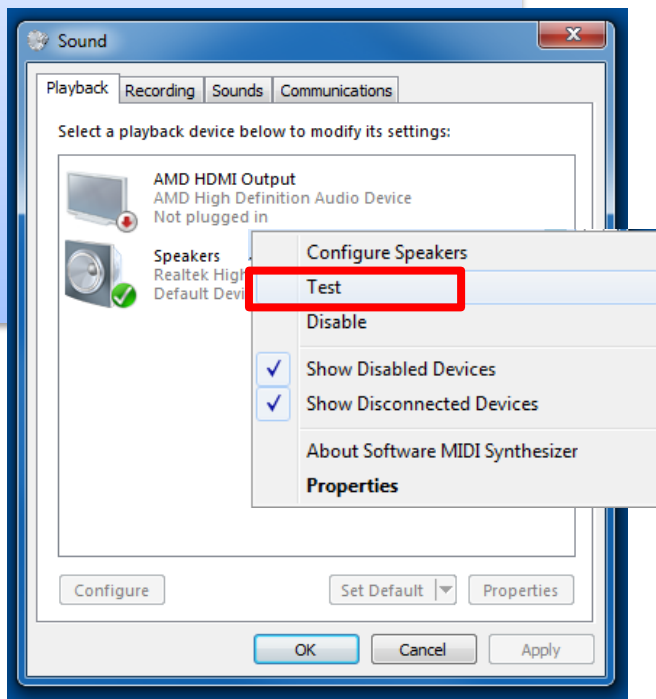 Sound
Playback Recording Sounds Communications
Select a playback device below to modify its settings:
AMD HDMI Output
AMD High Definition Audio Device
Not plugged in
Speakers
Realtek High
Default Devi
Configure Speakers
Test
Disable
Show Disabled Devices
Show Disconnected Devices
About Software MIDI Synthesizer
Properties
Configure Set Default Properties
OK Cancel Apply